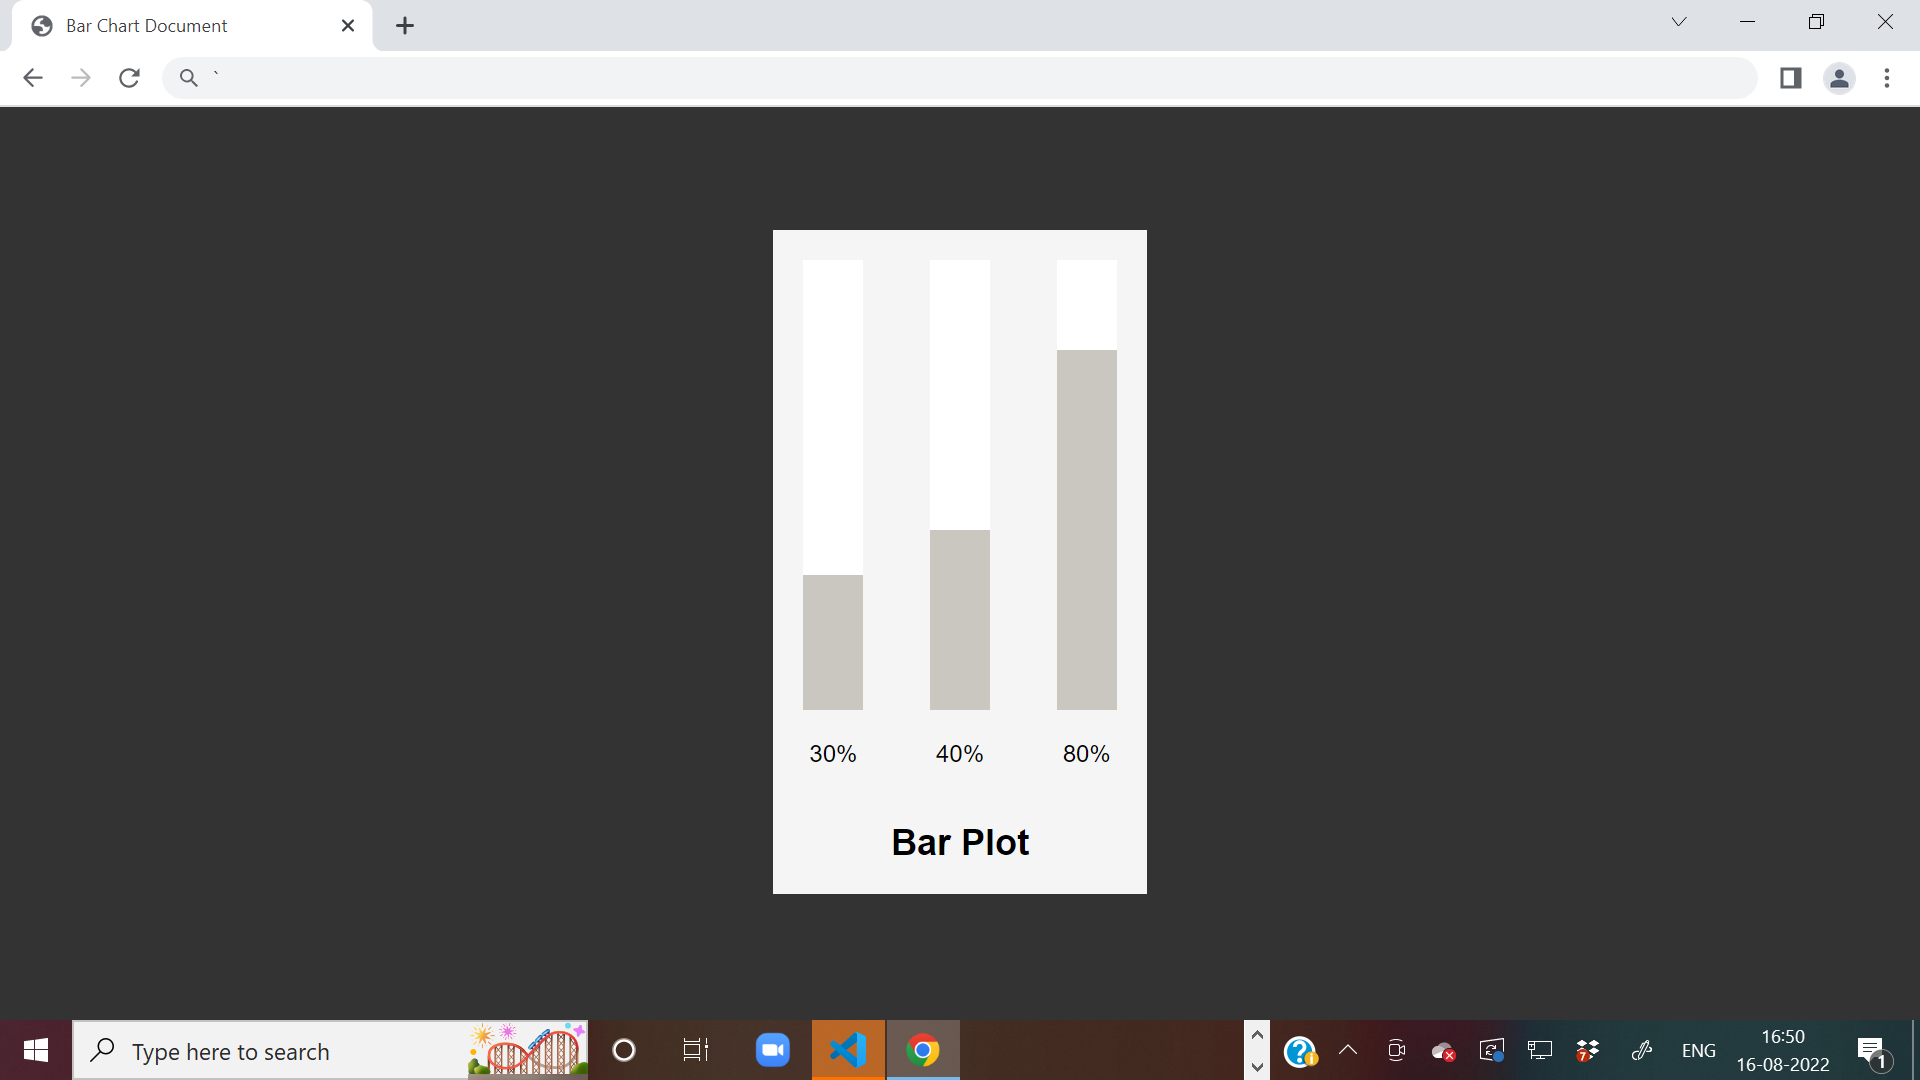 Bar Chart Document
`
30% 40% 80%
Bar Plot
Type here to search
7
ENG
16:50
16-08-2022
1